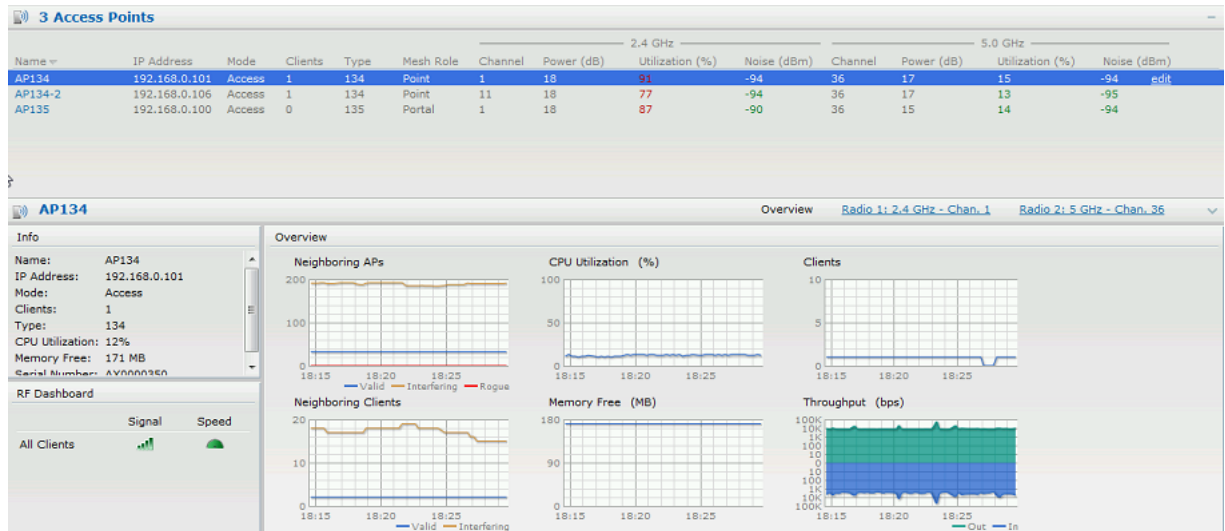 3 Access Points
2.4 GHz 5.0 GHz
Name IP Address Mode Clients Type Mesh Role Channel Power (dB) Utilization (%) Noise (dBm) Channel Power (dB) Utilization (%) Noise (dBm)
AP134 192.168.0.101 Access 1 134 Point 1 18 91 -94 36 17 15 -94 edit
AP134-2 192.168.0.106 Access 1 134 Point 11 18 77 -94 36 17 13 -95
AP135 192.168.0.100 Access 0 135 Portal 1 18 87 -90 36 15 14 -94
AP134 Overview Radio 1: 2.4 GHz - Chan. 1 Radio 2: 5 GHz - Chan. 36
Info
Name: AP134
IP Address: 192.168.0.101
Mode: Access
Clients: 1
Type: 134
CPU Utilization: 12%
Memory Free: 171 MB
Serial Number: AX0000350
RF Dashboard
Signal Speed
All Clients
Overview
Neighboring APs
200
100
0
18:15 18:20 18:25
Valid Interfering Rogue
CPU Utilization (%)
100
50
0
18:15 18:20 18:25
Clients
10
5
0
18:15 18:20 18:25
Neighboring Clients
20
10
0
18:15 18:20 18:25
Valid Interfering
Memory Free (MB)
180
90
0
18:15 18:20 18:25
Throughput (bps)
100K
10K
1K
100
10
0
10
100
1K
10K
100K
18:15 18:20 18:25
Out In